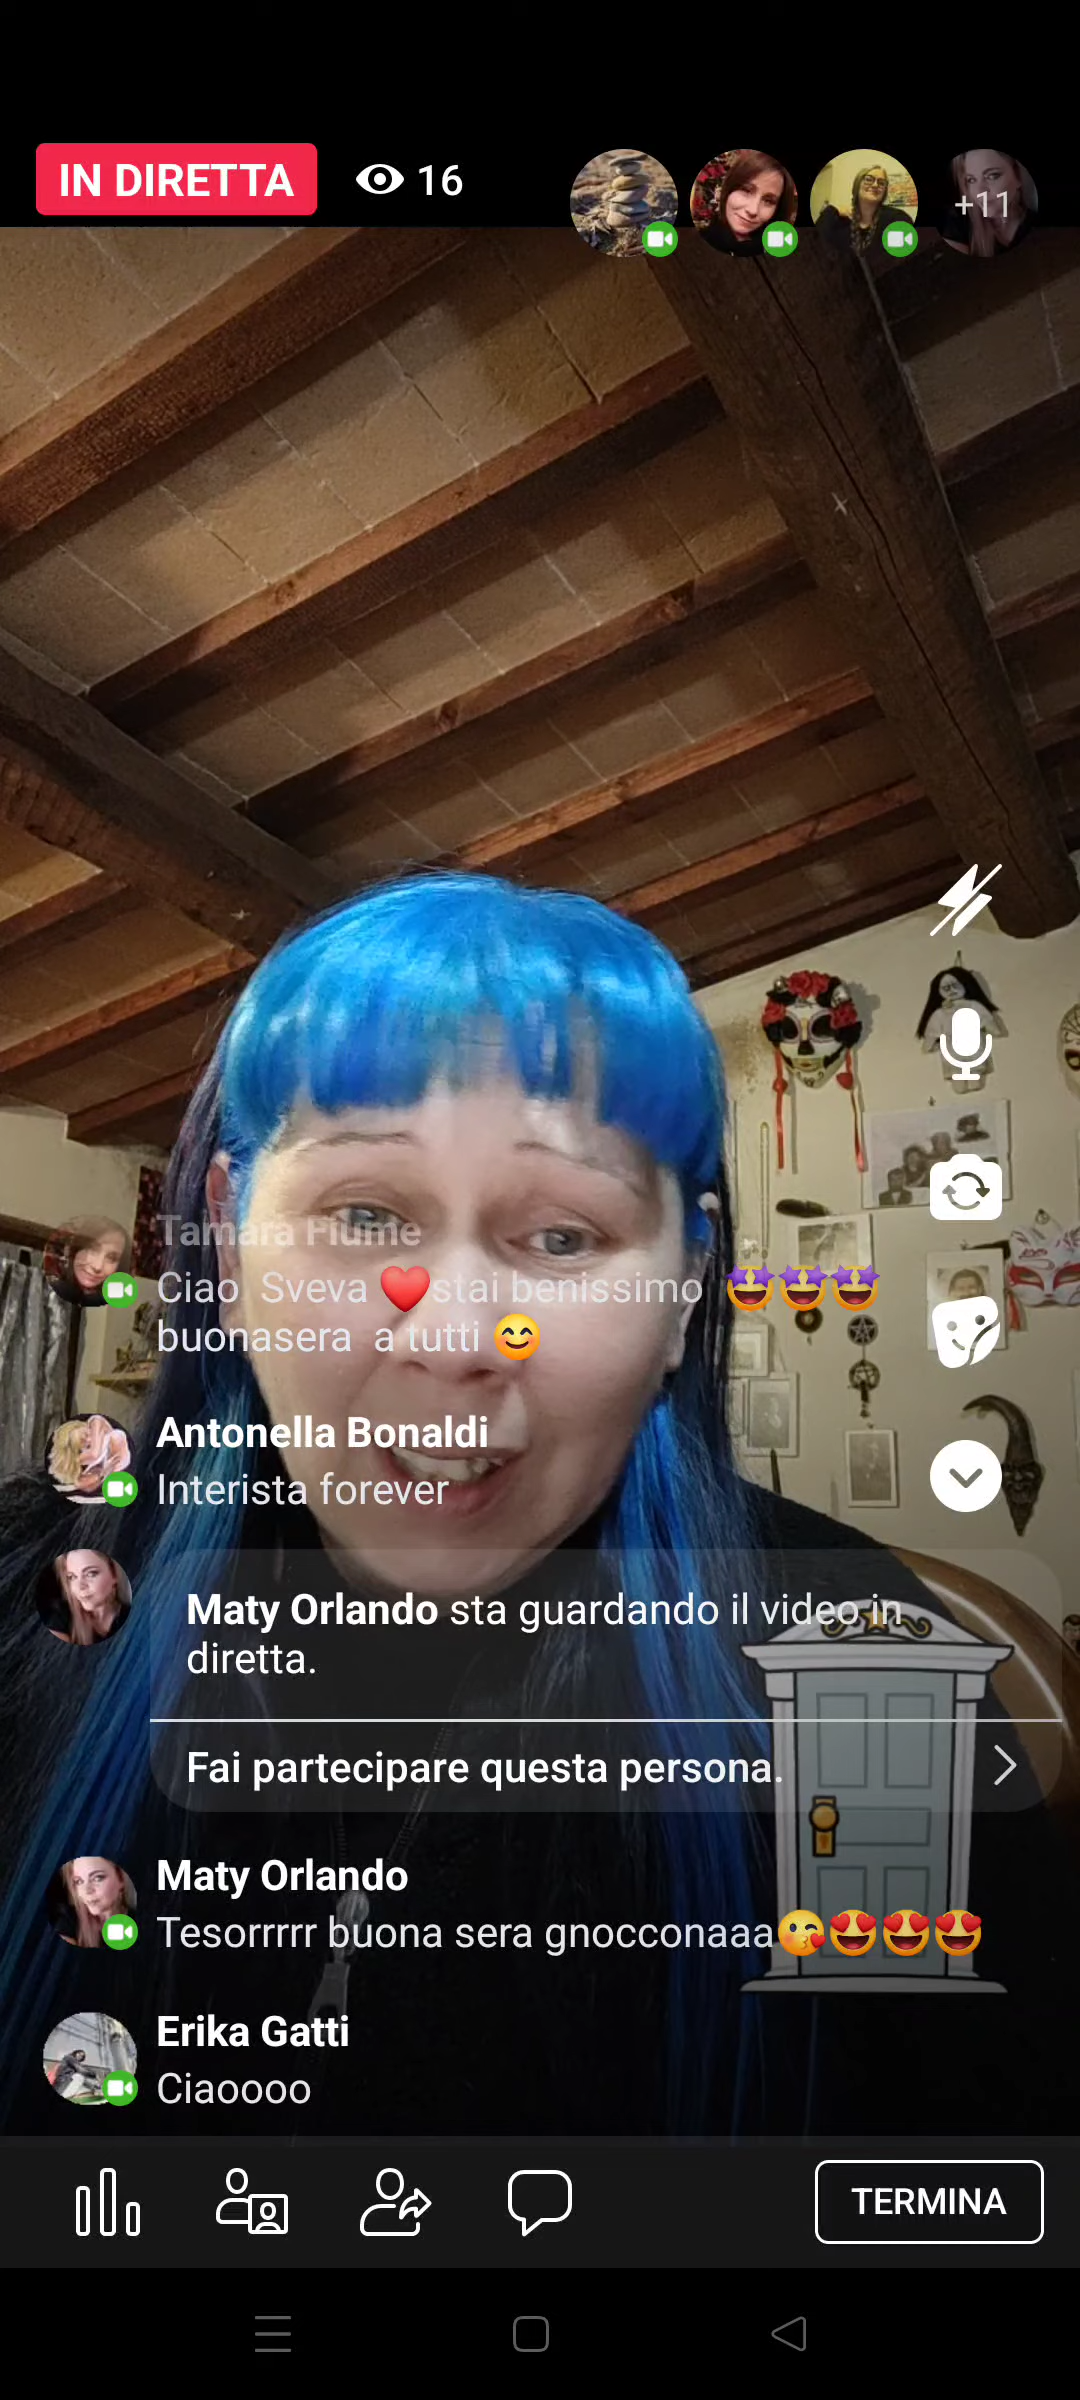 IN DIRETTA 16
+11
Tamara Fiume
Ciao Sveva ❤️stai benissimo 🤩🤩🤩
buonasera a tutti 😊
Antonella Bonaldi
Interista forever
Maty Orlando sta guardando il video in
diretta.
Fai partecipare questa persona.
Maty Orlando
Tesorrrrr buona sera gnocconaaa😘😍😍😍
Erika Gatti
Ciaoooo
TERMINA